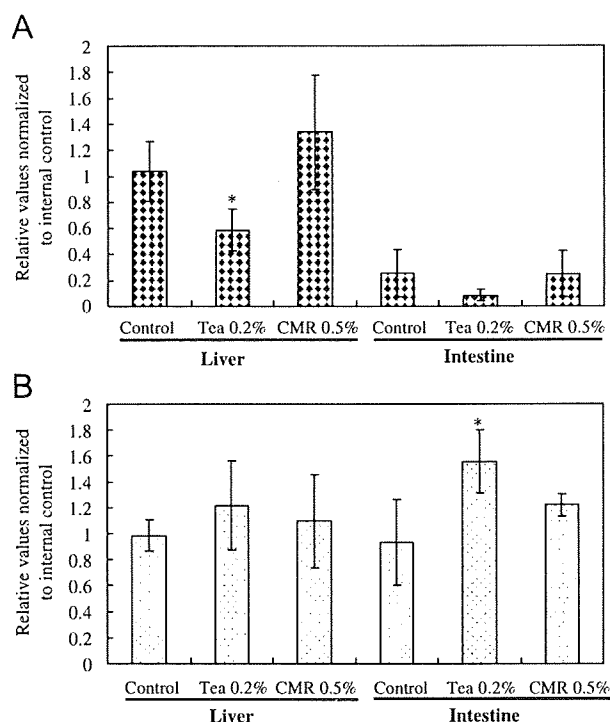 A
Relative values normalized
to internal control
2
1.8
1.6
1.4
1.2
1
0.8
0.6
0.4
0.2
0
*
Control Tea 0.2% CMR 0.5% Control Tea 0.2% CMR 0.5%
Liver Intestine
B
Relative values normalized
to internal control
2
1.8
1.6
1.4
1.2
1
0.8
0.6
0.4
0.2
0
*
Control Tea 0.2% CMR 0.5% Control Tea 0.2% CMR 0.5%
Liver Intestine